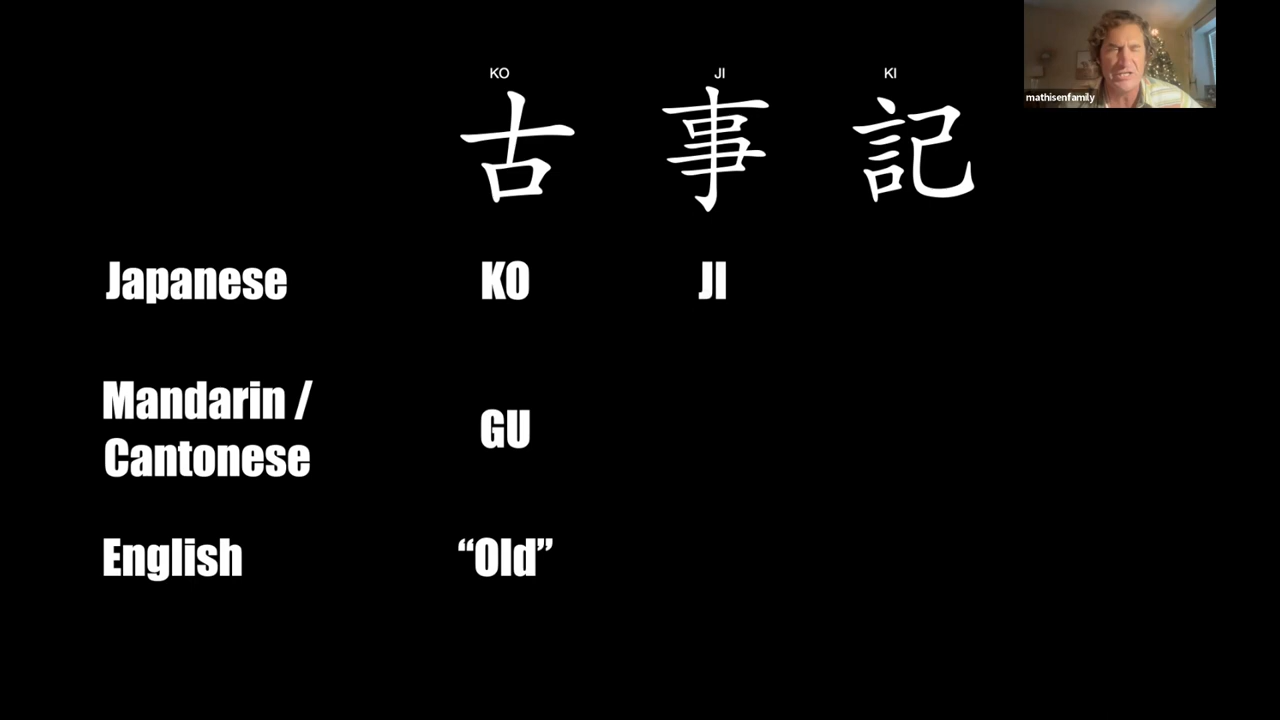 KO JI KI
古 事 記
mathisenfamily
Japanese KO JI
Mandarin /
Cantonese GU
English “Old”